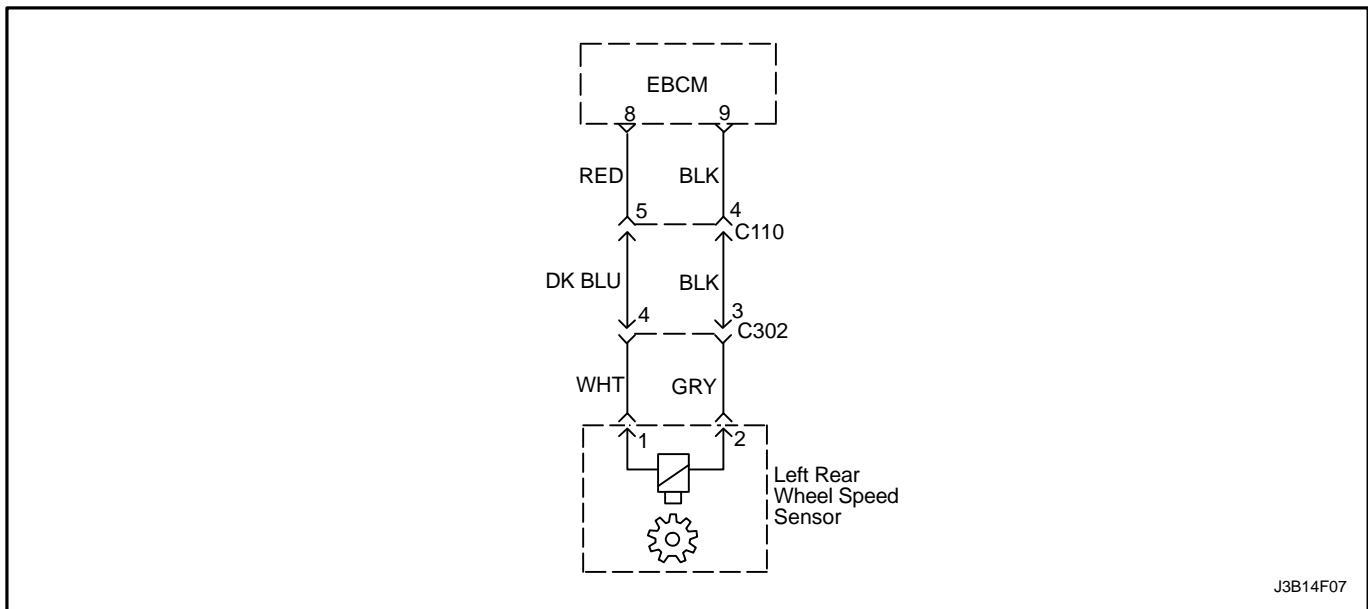 EBCM
8 9
RED BLK
5 4
C110
DK BLU BLK
4 3
C302
WHT GRY
1 2
Left Rear
Wheel Speed
Sensor
J3B14F07